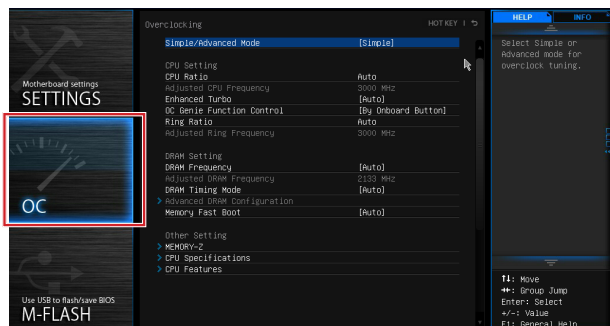 Motherboard settings
SETTINGS
OC
Use USB to flash/save BIOS
M-FLASH
Overclocking
HOT KEY | ⮌
Simple/Advanced Mode [Simple]
CPU Setting
CPU Ratio Auto
Adjusted CPU Frequency 3000 MHz
Enhanced Turbo [Auto]
OC Genie Function Control [By Onboard Button]
Ring Ratio Auto
Adjusted Ring Frequency 3000 MHz
DRAM Setting
DRAM Frequency [Auto]
Adjusted DRAM Frequency 2133 MHz
DRAM Timing Mode [Auto]
> Advanced DRAM Configuration
Memory Fast Boot [Auto]
Other Setting
> MEMORY-Z
> CPU Specifications
> CPU Features
HELP INFO
Select Simple or
Advanced mode for
overclock tuning.
↑↓: Move
→←: Group Jump
Enter: Select
+/-: Value
F1: General Help